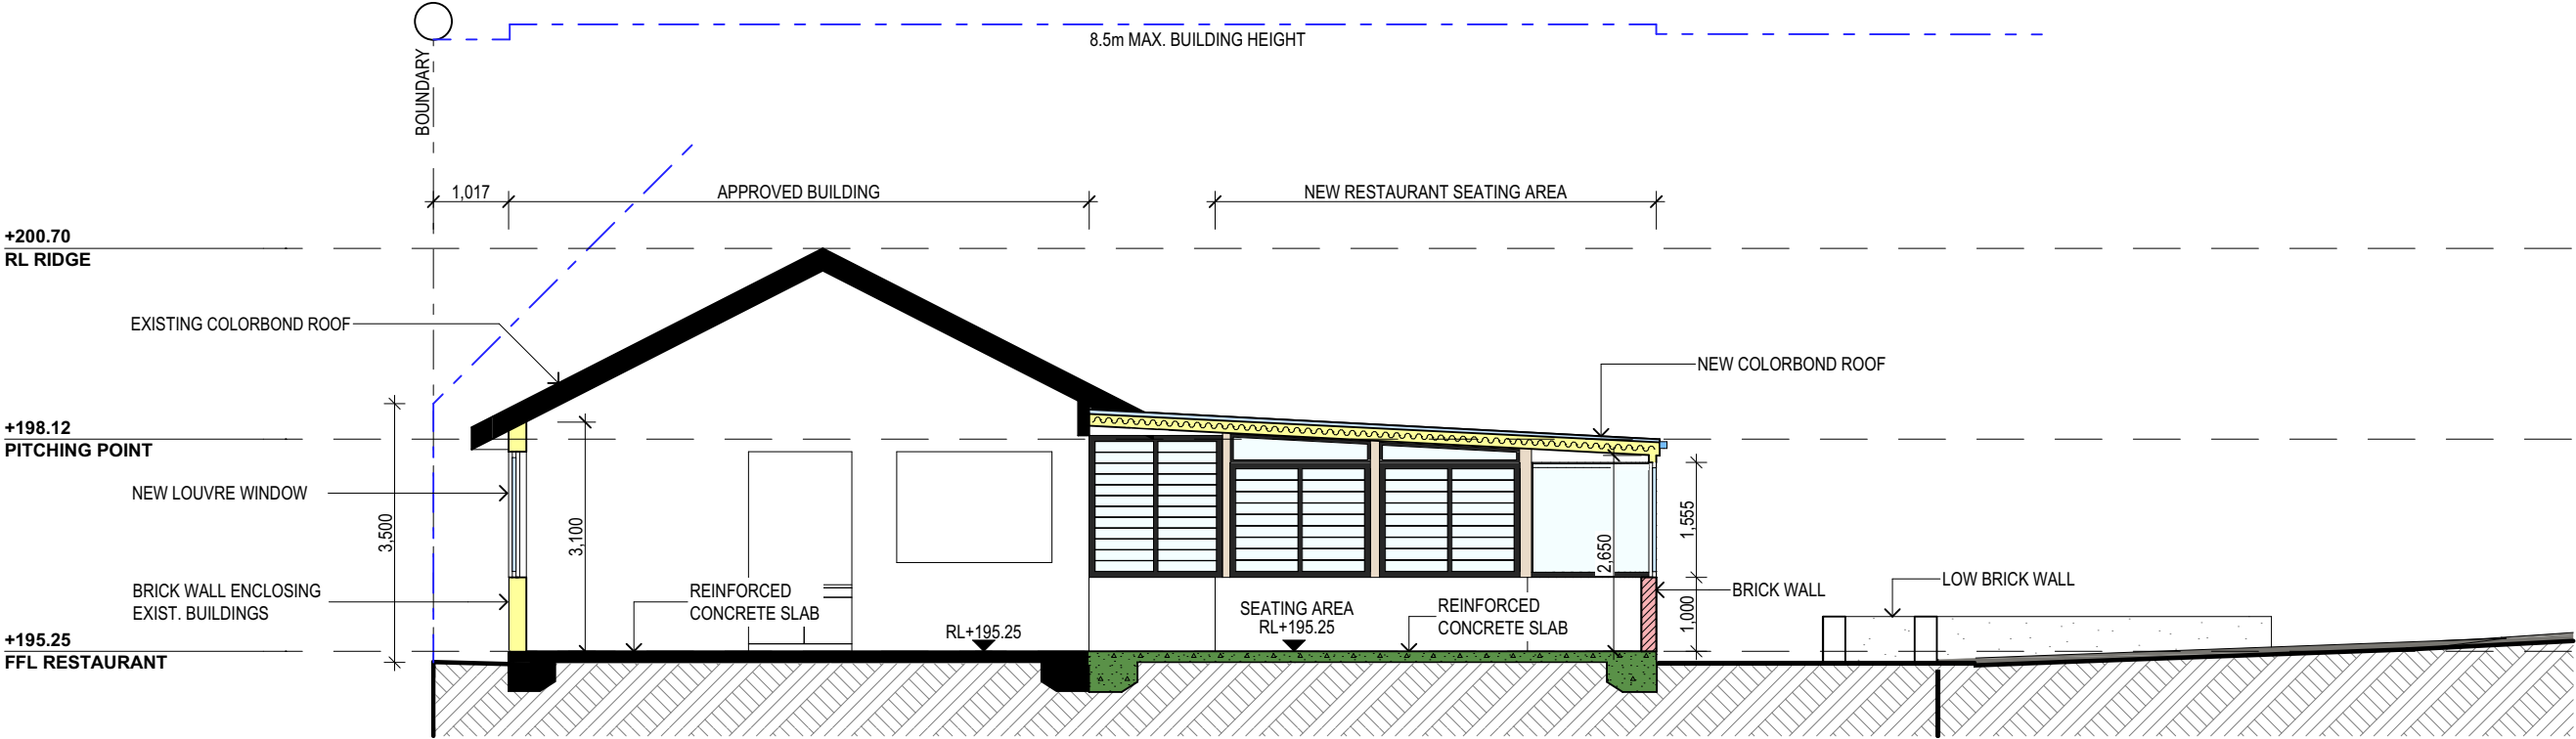 8.5m MAX. BUILDING HEIGHT
BOUNDARY
1,017
APPROVED BUILDING
NEW RESTAURANT SEATING AREA
+200.70
RL RIDGE
EXISTING COLORBOND ROOF
NEW COLORBOND ROOF
+198.12
PITCHING POINT
NEW LOUVRE WINDOW
3,500
3,100
2,650
1,555
1,000
BRICK WALL ENCLOSING
EXIST. BUILDINGS
REINFORCED
CONCRETE SLAB
RL+195.25
SEATING AREA
RL+195.25
REINFORCED
CONCRETE SLAB
BRICK WALL
LOW BRICK WALL
+195.25
FFL RESTAURANT